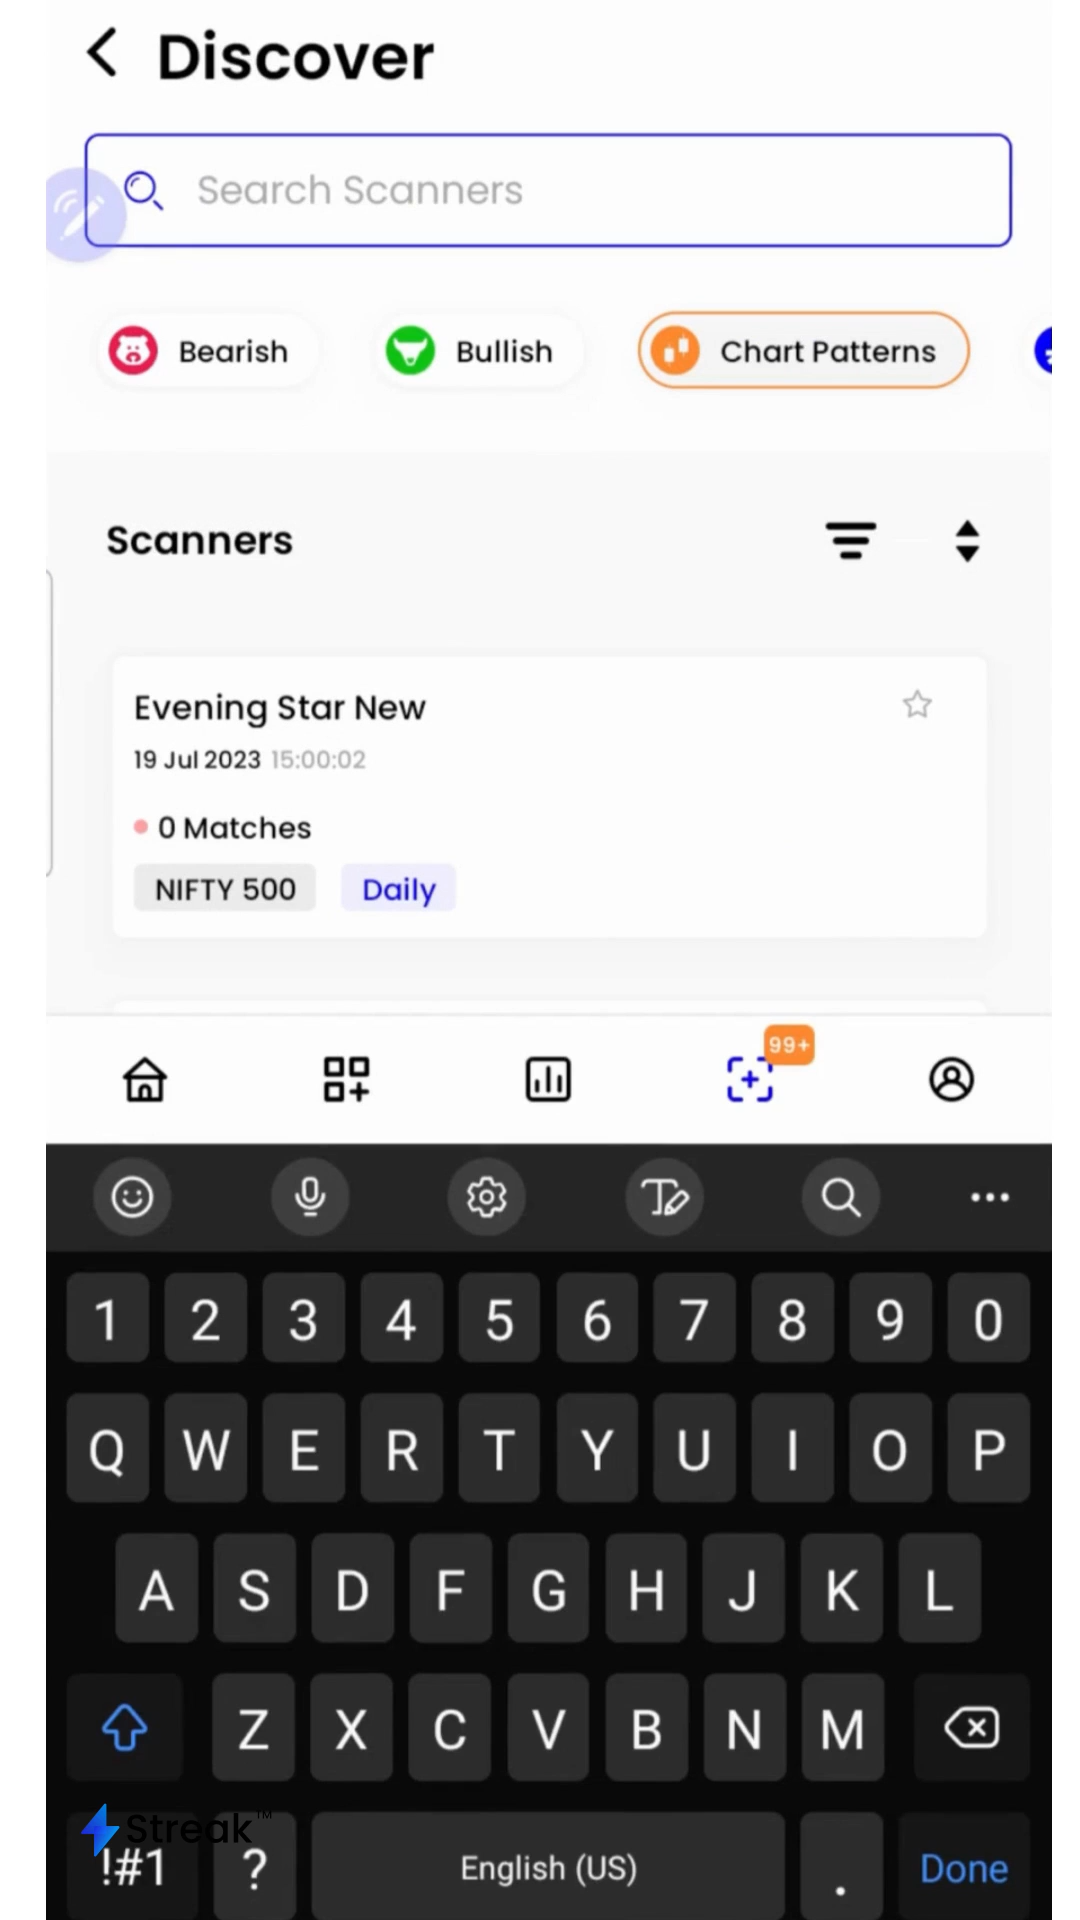 Discover
Search Scanners
Bearish
Bullish
Chart Patterns
Scanners
Evening Star New
19 Jul 2023 15:00:02
0 Matches
NIFTY 500
Daily
99+
1 2 3 4 5 6 7 8 9 0
Q W E R T Y U I O P
A S D F G H J K L
Z X C V B N M
Streak™
!#1 ? English (US) . Done